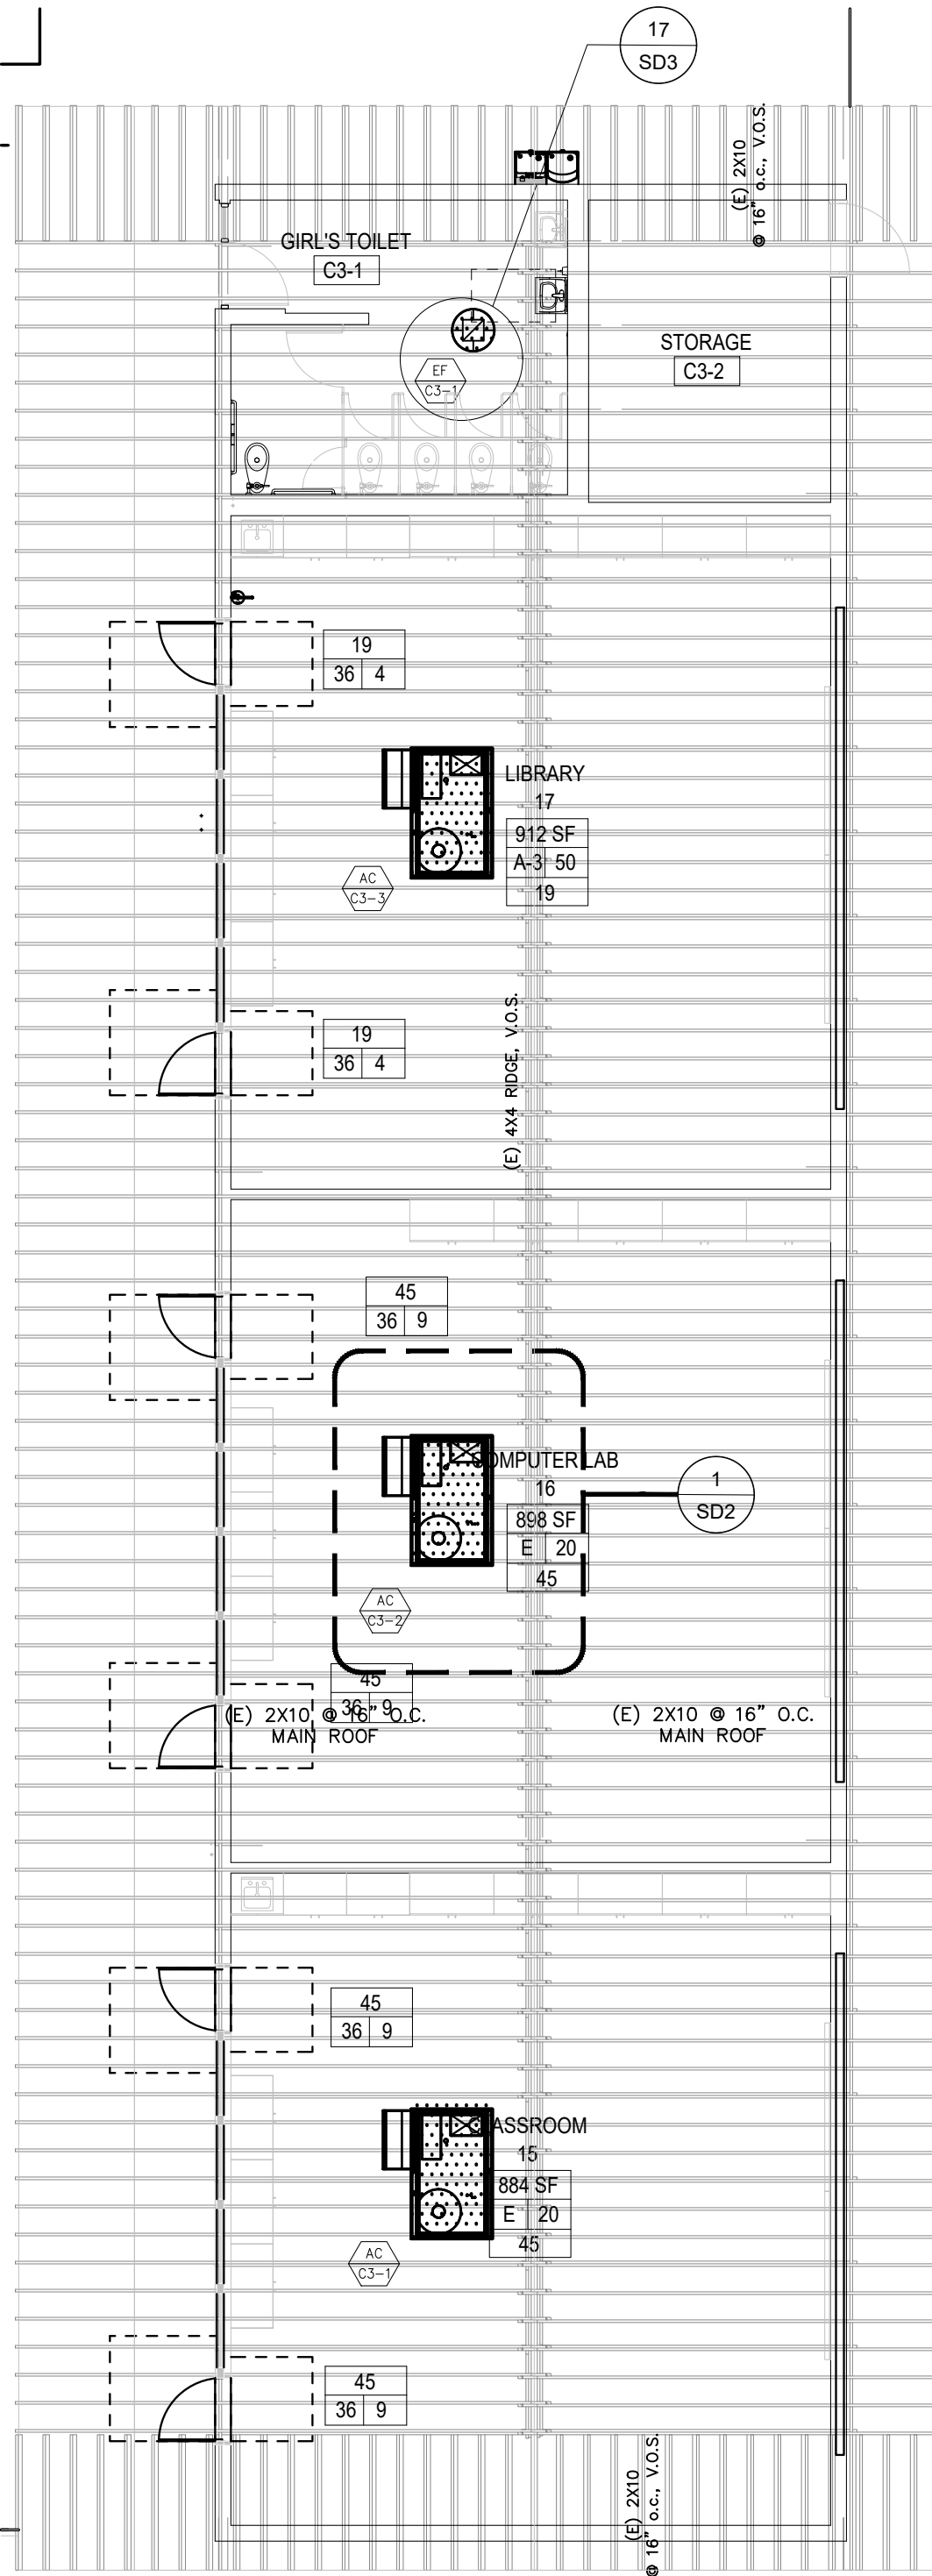 17
SD3
(E) 2X10
@ 16" o.c., V.O.S.
GIRL'S TOILET
C3-1
STORAGE
C3-2
EF
C3-1
19
36 4
LIBRARY
17
912 SF
A-3 50
19
AC
C3-3
(E) 4X4 RIDGE, V.O.S.
19
36 4
45
36 9
COMPUTER LAB
16
898 SF
E 20
45
1
SD2
AC
C3-2
45
36 9
(E) 2X10 @ 16" O.C.
MAIN ROOF
(E) 2X10 @ 16" O.C.
MAIN ROOF
45
36 9
CLASSROOM
15
884 SF
E 20
45
AC
C3-1
45
36 9
(E) 2X10
@ 16" o.c., V.O.S.